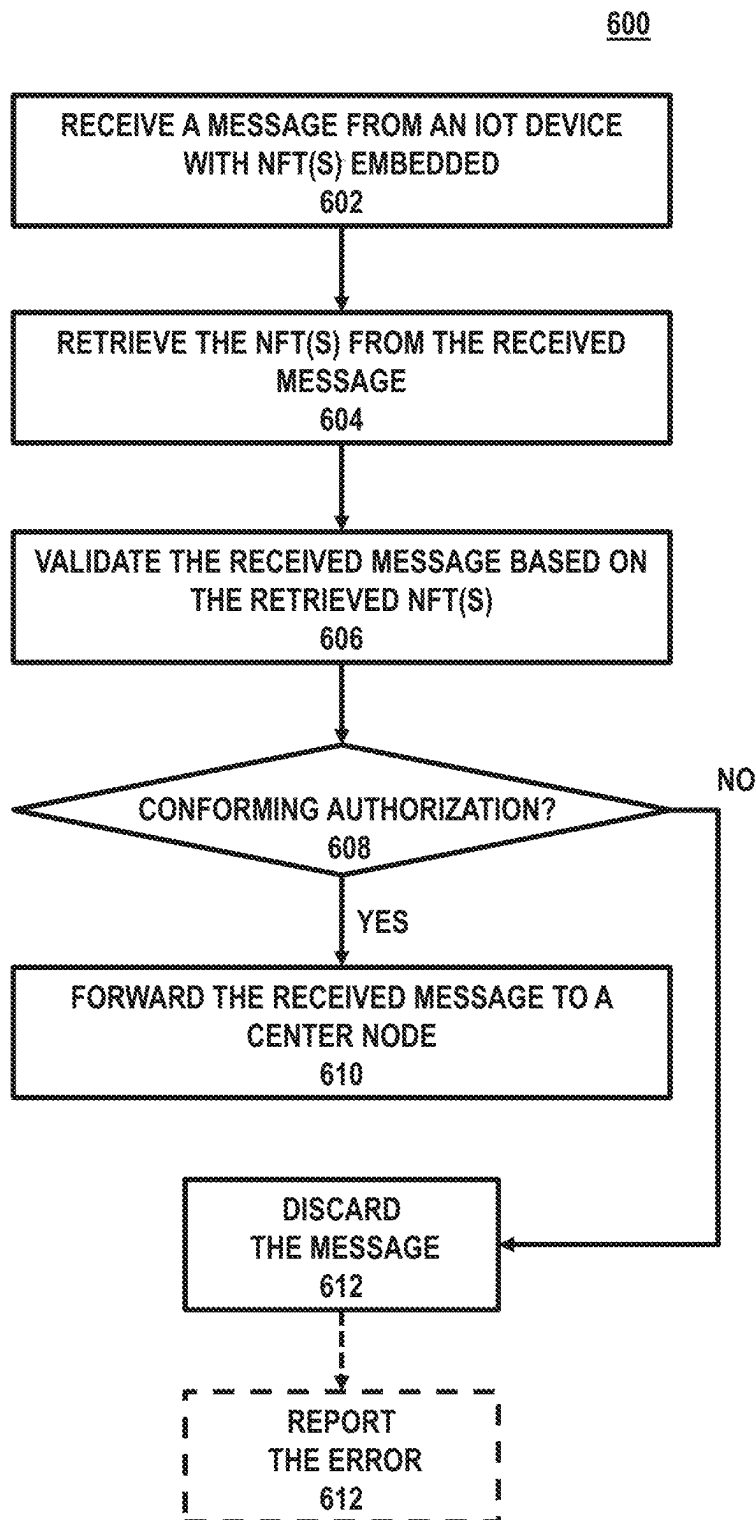 600
RECEIVE A MESSAGE FROM AN IOT DEVICE
WITH NFT(S) EMBEDDED
602
RETRIEVE THE NFT(S) FROM THE RECEIVED
MESSAGE
604
VALIDATE THE RECEIVED MESSAGE BASED ON
THE RETRIEVED NFT(S)
606
CONFORMING AUTHORIZATION?
608
NO
YES
FORWARD THE RECEIVED MESSAGE TO A
CENTER NODE
610
DISCARD
THE MESSAGE
612
REPORT
THE ERROR
612